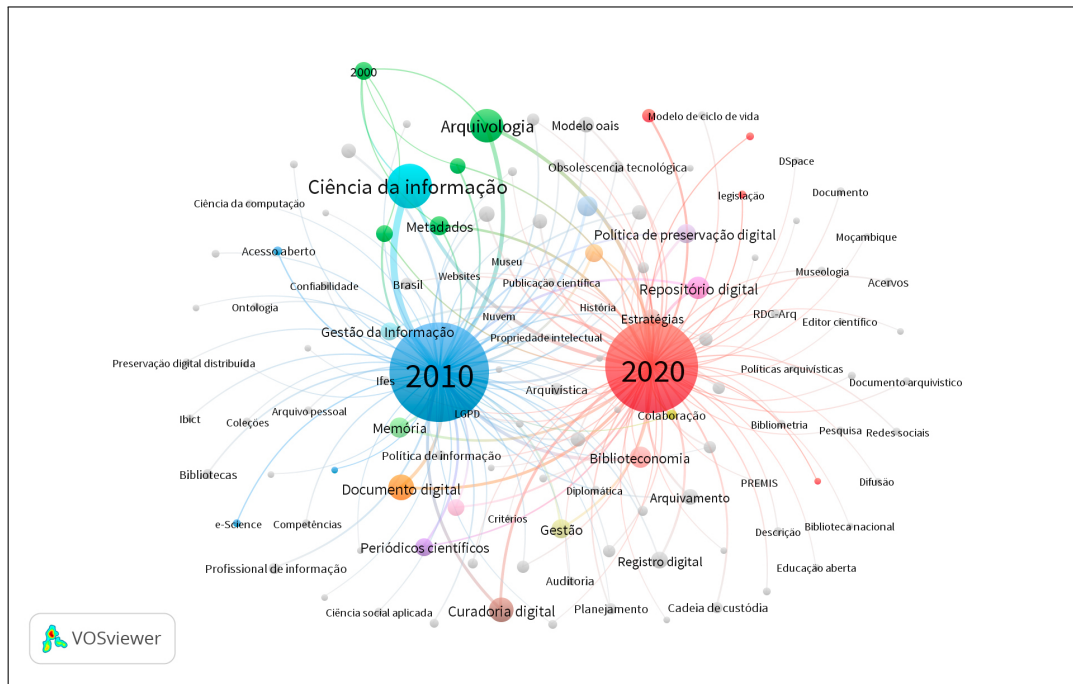 2000
Modelo de ciclo de vida
Arquivologia
Modelo oais
Obsolescencia tecnológica
DSpace
Ciência da informação
legislação
Documento
Ciência da computação
Metadados
Política de preservação digital
Moçambique
Acesso aberto
Museu
Museologia
Websites
Publicação científica
Acervos
Brasil
Confiabilidade
Repositório digital
Ontologia
História
Nuvem
Estratégias
RDC-Arq
Editor científico
Gestão da Informação
Propriedade intelectual
Preservação digital distribuída
2010
2020
Políticas arquivísticas
Ifes
Documento arquivistico
Arquivística
Arquivo pessoal
LGPD
Colaboração
Ibict
Coleções
Memória
Bibliometria
Pesquisa
Redes sociais
Política de informação
Biblioteconomia
Bibliotecas
Documento digital
Diplomática
Arquivamento
PREMIS
Difusão
e-Science
Competências
Critérios
Gestão
Descrição
Biblioteca nacional
Periódicos científicos
Registro digital
Profissional de informação
Educação aberta
Auditoria
Ciência social aplicada
Curadoria digital
Planejamento
Cadeia de custódia
VOSviewer